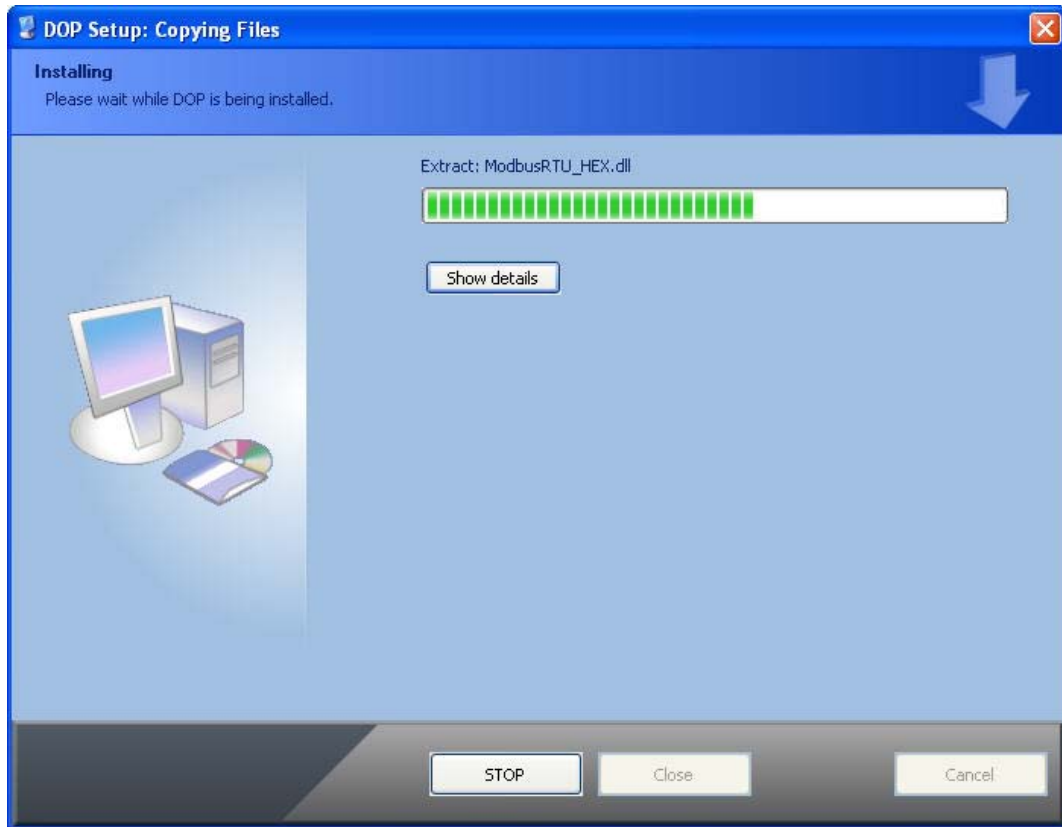 DOP Setup: Copying Files
Installing
Please wait while DOP is being installed.
Extract: ModbusRTU_HEX.dll
Show details
STOP
Close
Cancel